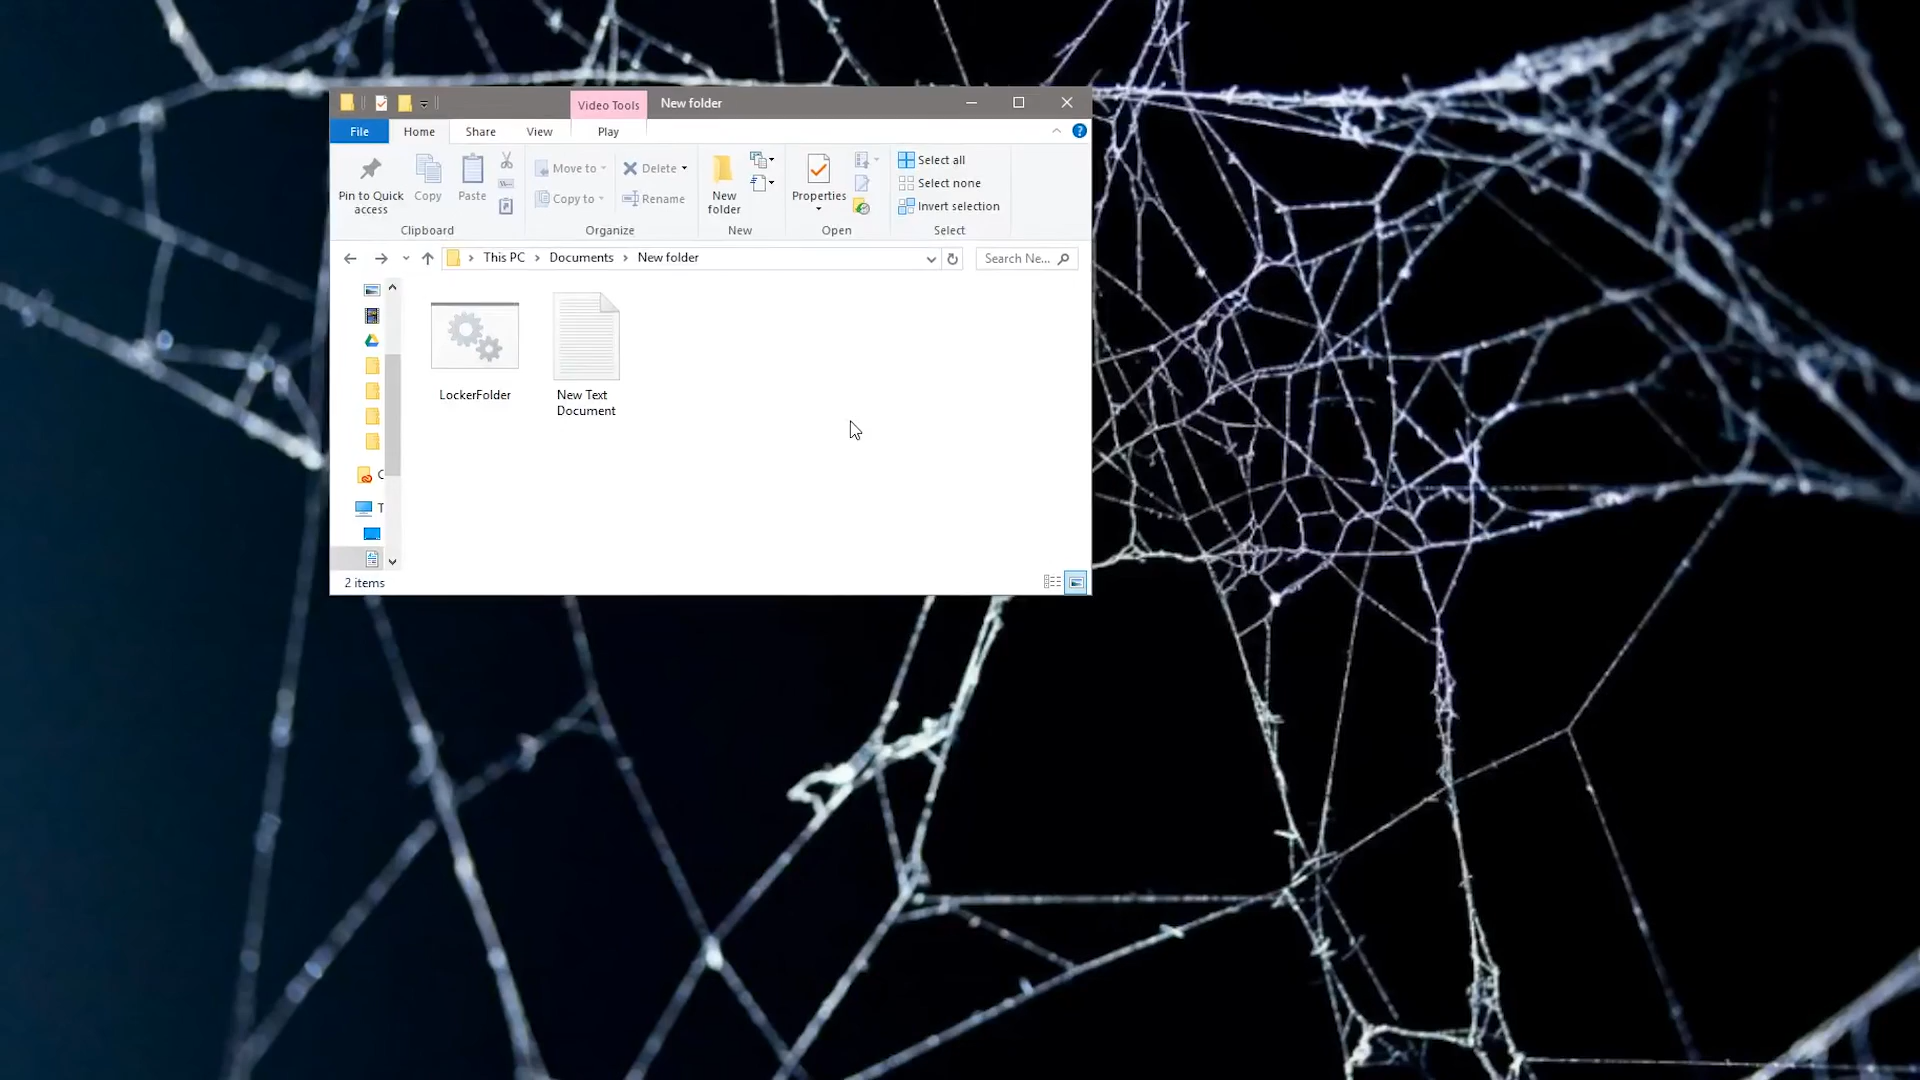 Video Tools
New folder
File
Home
Share
View
Play
Pin to Quick
access
Copy
Paste
Move to
Copy to
Delete
Rename
New
folder
Properties
Select all
Select none
Invert selection
Clipboard
Organize
New
Open
Select
This PC
Documents
New folder
Search Ne...
C
T
LockerFolder
New Text
Document
2 items